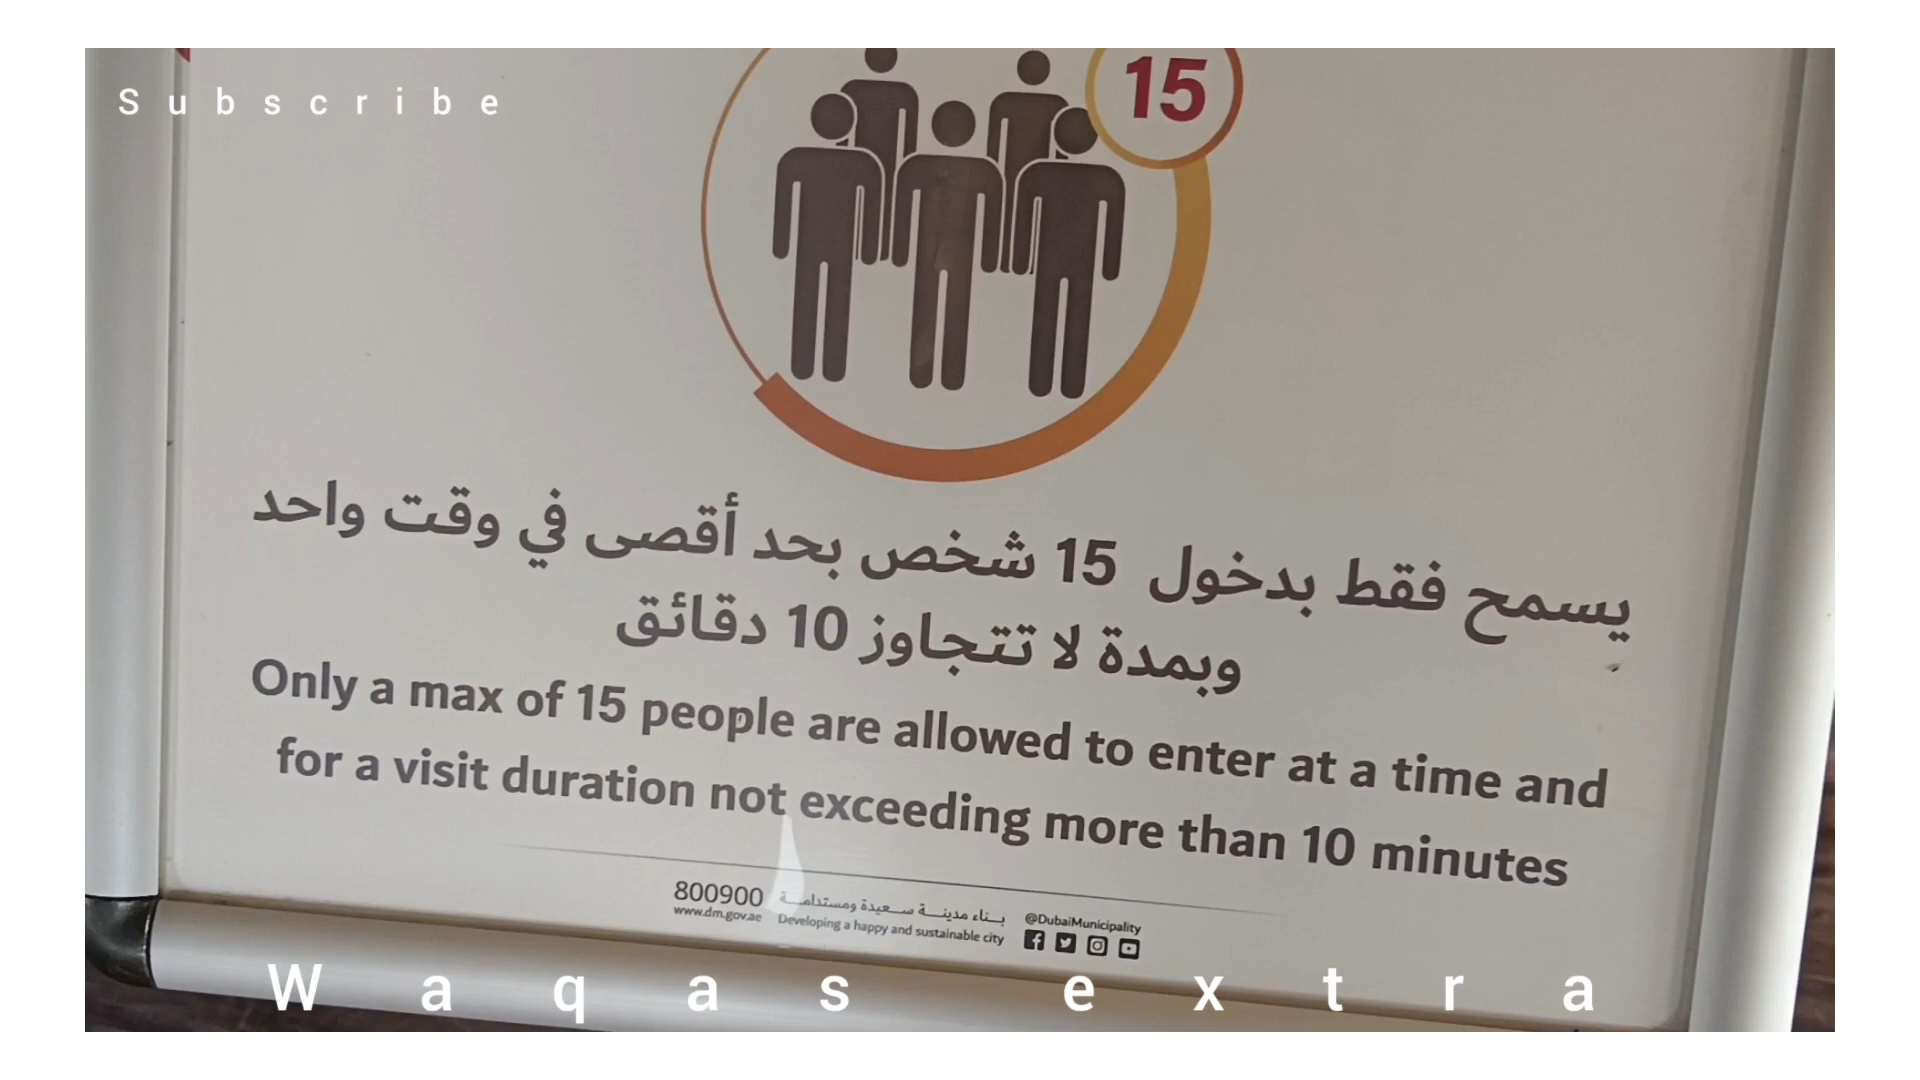 Subscribe
15
يسمح فقط بدخول 15 شخص بحد أقصى في وقت واحد
وبمدة لا تتجاوز 10 دقائق
Only a max of 15 people are allowed to enter at a time and
for a visit duration not exceeding more than 10 minutes
800900
www.dm.gov.ae
بناء مدينة سعيدة ومستدامة
Developing a happy and sustainable city
@DubaiMunicipality
Waqas extra